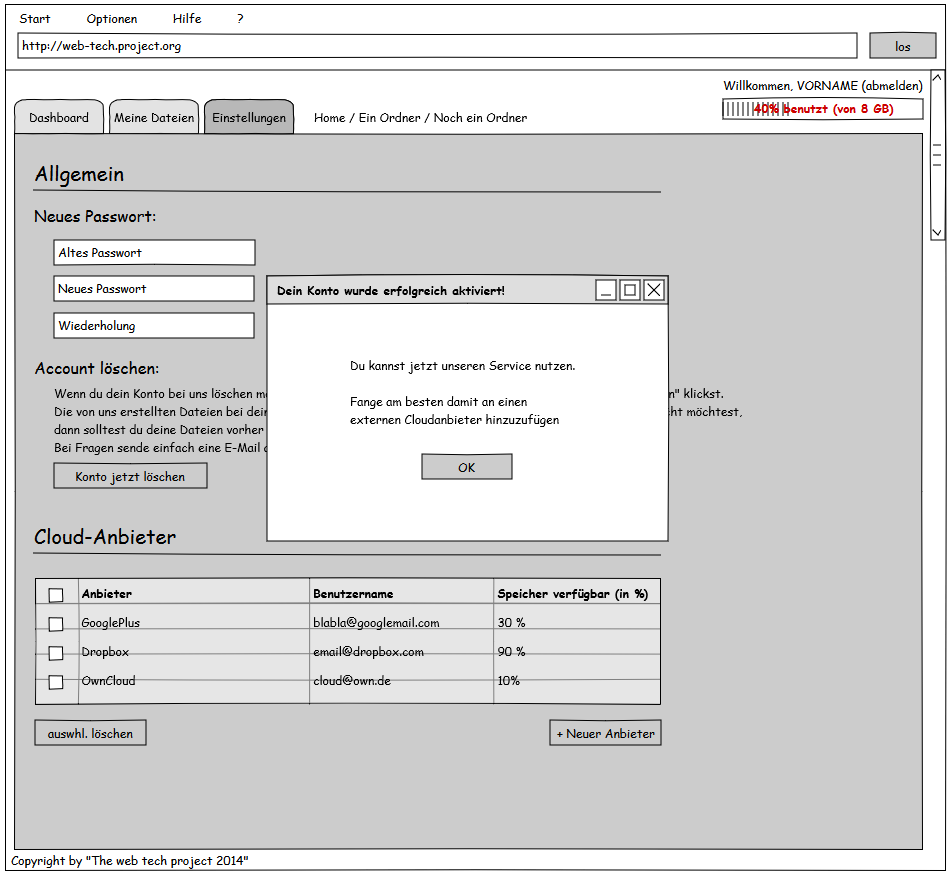 Start Optionen Hilfe ?
http://web-tech.project.org los
Willkommen, VORNAME (abmelden)
40% benutzt (von 8 GB)
Dashboard Meine Dateien Einstellungen Home / Ein Ordner / Noch ein Ordner
Allgemein
Neues Passwort:
Altes Passwort
Neues Passwort
Wiederholung
Dein Konto wurde erfolgreich aktiviert!
Du kannst jetzt unseren Service nutzen.
Fange am besten damit an einen
externen Cloudanbieter hinzuzufügen
OK
Account löschen:
Wenn du dein Konto bei uns löschen klickst.
Die von uns erstellten Dateien bei möchtest,
dann solltest du deine Dateien vorher
Bei Fragen sende einfach eine E-Mail
Konto jetzt löschen
Cloud-Anbieter
Anbieter Benutzername Speicher verfügbar (in %)
GooglePlus blabla@googlemail.com 30 %
Dropbox email@dropbox.com 90 %
OwnCloud cloud@own.de 10%
auswhl. löschen + Neuer Anbieter
Copyright by "The web tech project 2014"